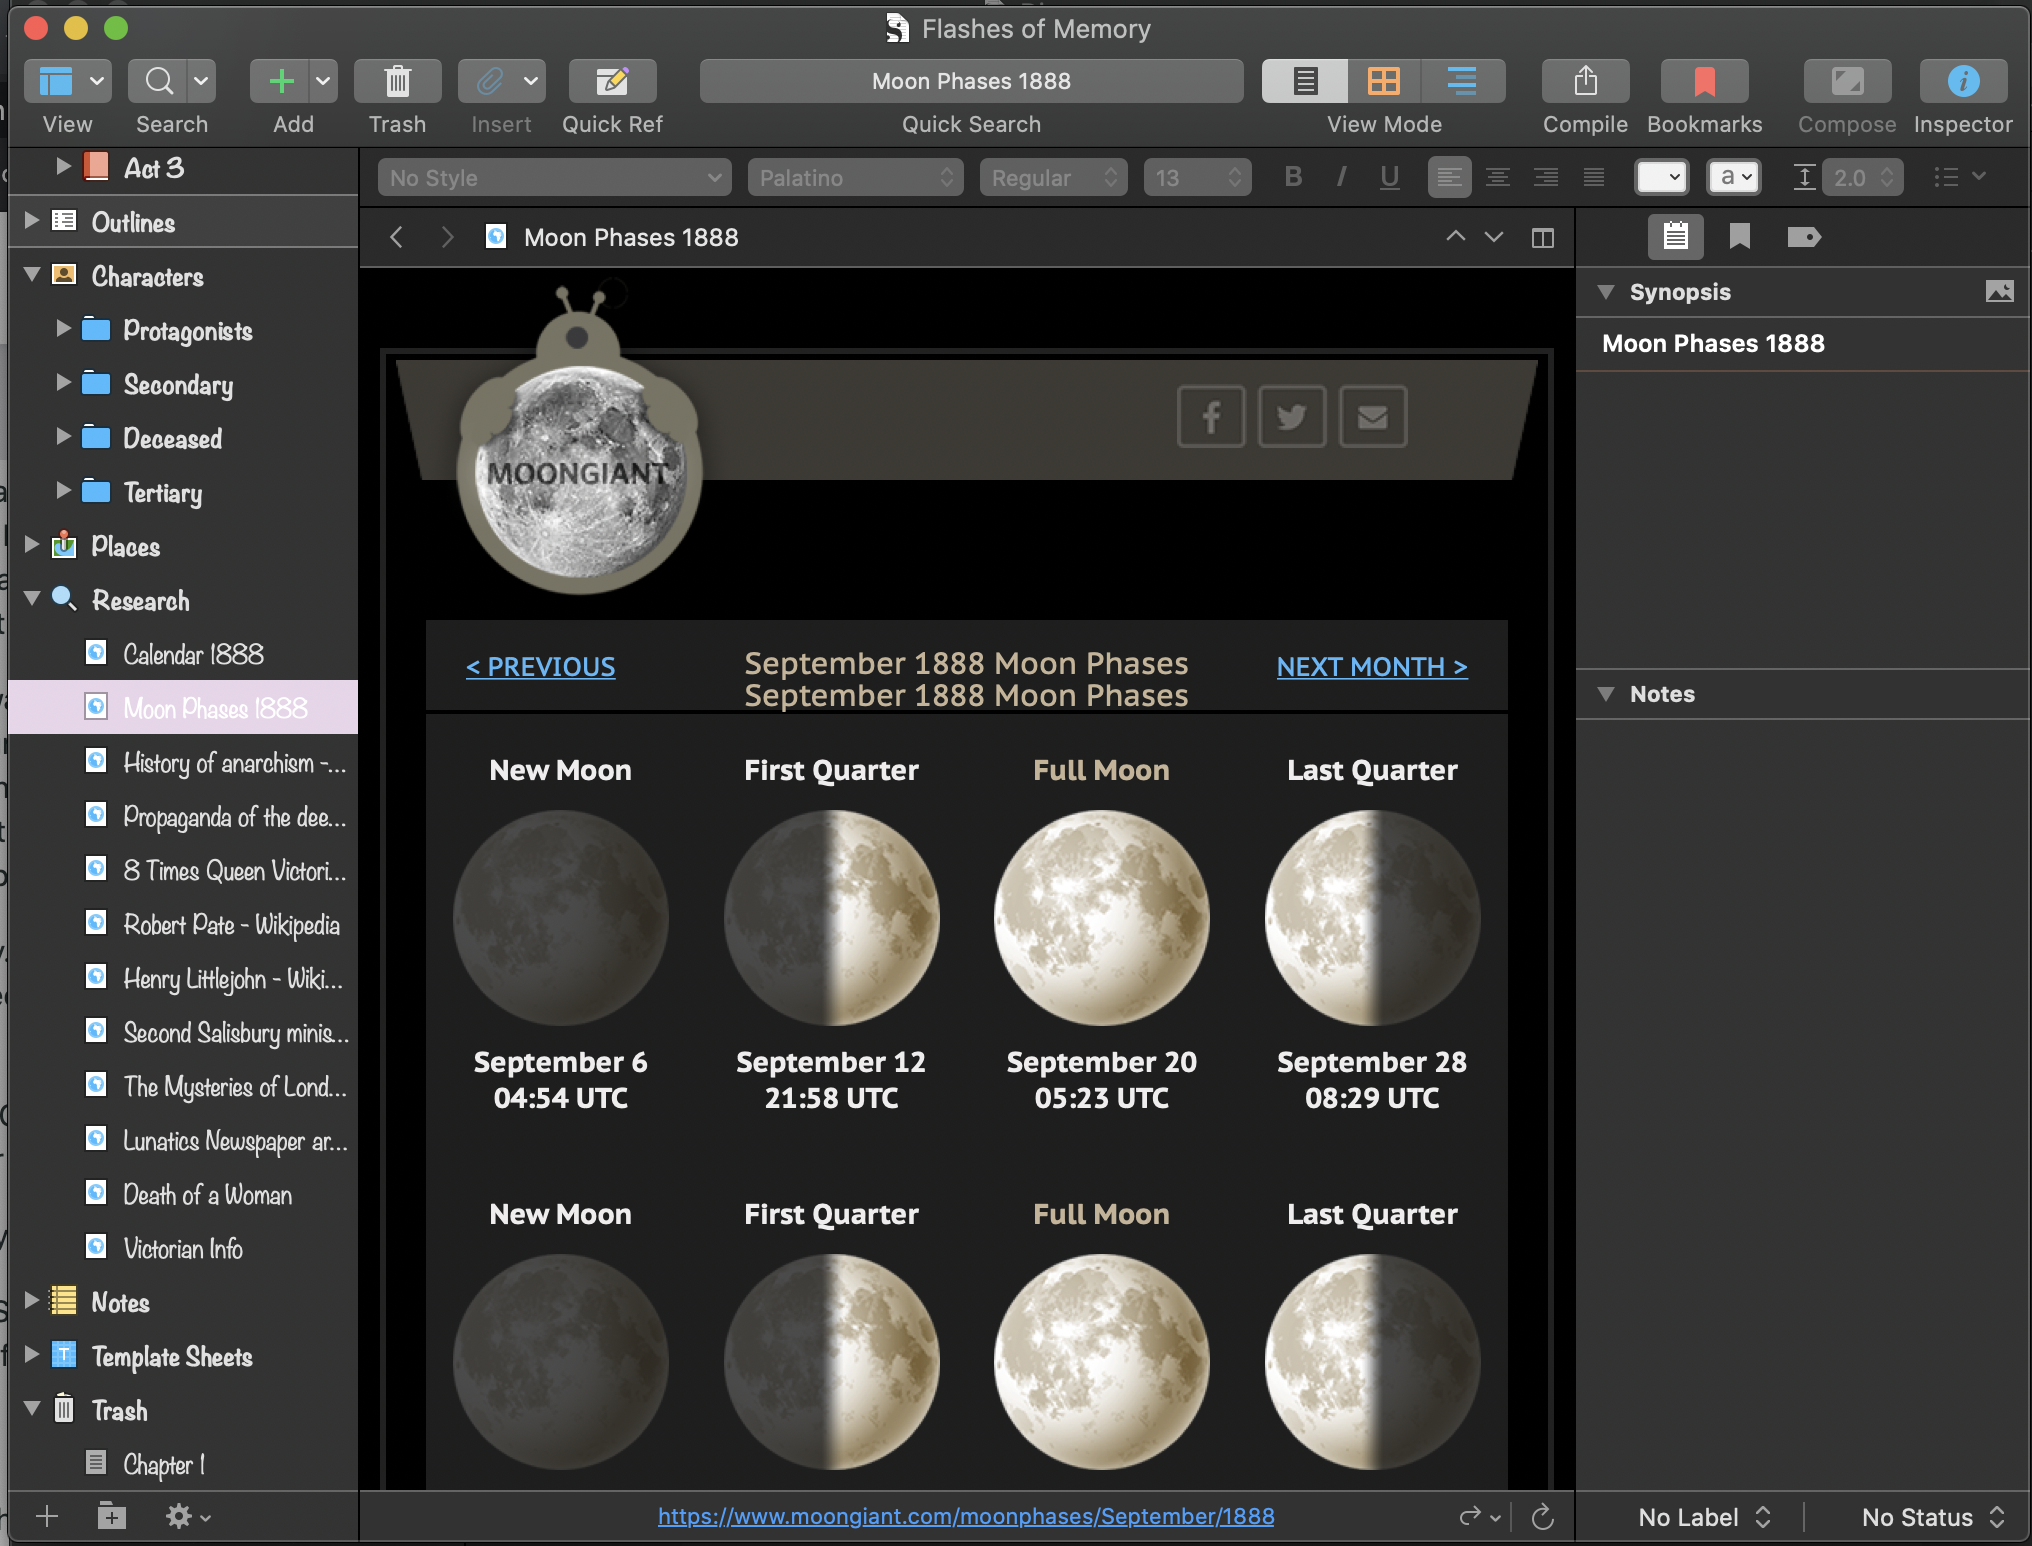 Flashes of Memory
Moon Phases 1888
View
Search
Add
Trash
Insert
Quick Ref
Quick Search
View Mode
Compile
Bookmarks
Compose
Inspector
No Style
Palatino
Regular
13
B
I
U
a
2.0
Act 3
Outlines
Characters
Protagonists
Secondary
Deceased
Tertiary
Places
Research
Calendar 1888
Moon Phases 1888
History of anarchism -...
Propaganda of the dee...
8 Times Queen Victori...
Robert Pate - Wikipedia
Henry Littlejohn - Wiki...
Second Salisbury minis...
The Mysteries of Lond...
Lunatics Newspaper ar...
Death of a Woman
Victorian Info
Notes
Template Sheets
Trash
Chapter 1
Moon Phases 1888
MOONGIANT
< PREVIOUS
September 1888 Moon Phases
September 1888 Moon Phases
NEXT MONTH >
New Moon
First Quarter
Full Moon
Last Quarter
September 6
04:54 UTC
September 12
21:58 UTC
September 20
05:23 UTC
September 28
08:29 UTC
New Moon
First Quarter
Full Moon
Last Quarter
https://www.moongiant.com/moonphases/September/1888
Synopsis
Moon Phases 1888
Notes
No Label
No Status